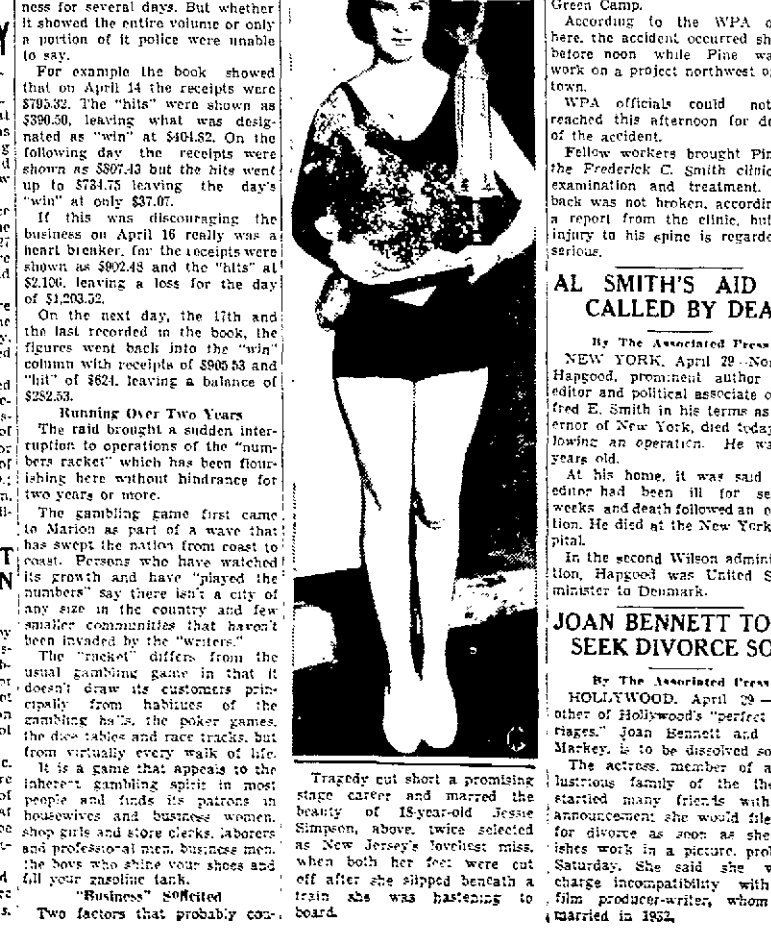 ness for several days. But whether
it showed the entire volume or only
a portion of it police were unable
to say.
For example the book showed
that on April 14 the receipts were
$795.32. The "hits" were shown as
$390.50, leaving what was desig-
nated as "win" at $404.82. On the
following day the receipts were
shown as $807.43 but the hits went
up to $734.75 leaving the day's
"win" at only $37.07.
If this was discouraging the
business on April 16 really was a
heart breaker, for the receipts were
shown as $902.48 and the "hits" at
$2,106, leaving a loss for the day
of $1,203.52.
On the next day, the 17th and
the last recorded in the book, the
figures went back into the "win"
column with receipts of $905.53 and
"hit" of $624, leaving a balance of
$282.53.
Running Over Two Years
The raid brought a sudden inter-
ruption to operations of the "num-
bers racket" which has been flour-
ishing here without hindrance for
two years or more.
The gambling game first came
to Marion as part of a wave that
has swept the nation from coast to
coast. Persons who have watched
its growth and have "played the
numbers" say there isn't a city of
any size in the country and few
smaller communities that haven't
been invaded by the "writers."
The "racket" differs from the
usual gambling game in that it
doesn't draw its customers prin-
cipally from habitues of the
gambling halls, the poker games,
the dice tables and race tracks, but
from virtually every walk of life.
It is a game that appeals to the
inherent gambling spirit in most
people and finds its patrons in
housewives and business women,
shop girls and store clerks, laborers
and professional men, business men,
the boys who shine your shoes and
fill your gasoline tank.
"Business" Solicited
Two factors that probably con-
Tragedy cut short a promising
stage career and marred the
beauty of 18-year-old Jessie
Simpson, above, twice selected
as New Jersey's loveliest miss,
when both her feet were cut
off after she slipped beneath a
train she was hastening to
board.
Green Camp.
According to the WPA o
here, the accident occurred sh
before noon while Pine wa
work on a project northwest o
town.
WPA officials could not
reached this afternoon for de
of the accident.
Fellow workers brought Pin
the Frederick C. Smith clinic
examination and treatment.
back was not broken, accordin
a report from the clinic, but
injury to his spine is regarde
serious.
AL SMITH'S AID
CALLED BY DEA
By The Associated Press
NEW YORK, April 29--Nor
Hapgood, prominent author
editor and political associate o
fred E. Smith in his terms as
ernor of New York, died today
lowing an operation. He wa
years old.
At his home, it was said
editor had been ill for se
weeks and death followed an o
tion. He died at the New York
pital.
In the second Wilson admini
tion, Hapgood was United S
minister to Denmark.
JOAN BENNETT TO
SEEK DIVORCE SO
By The Associated Press
HOLLYWOOD, April 29 —
other of Hollywood's "perfect
riages," Joan Bennett and
Markey, is to be dissolved so
The actress, member of a
lustrious family of the the
startled many friends with
announcement she would file
for divorce as soon as she
ishes work in a picture, pro
Saturday. She said she w
charge incompatibility with
film producer-writer, whom
married in 1932.